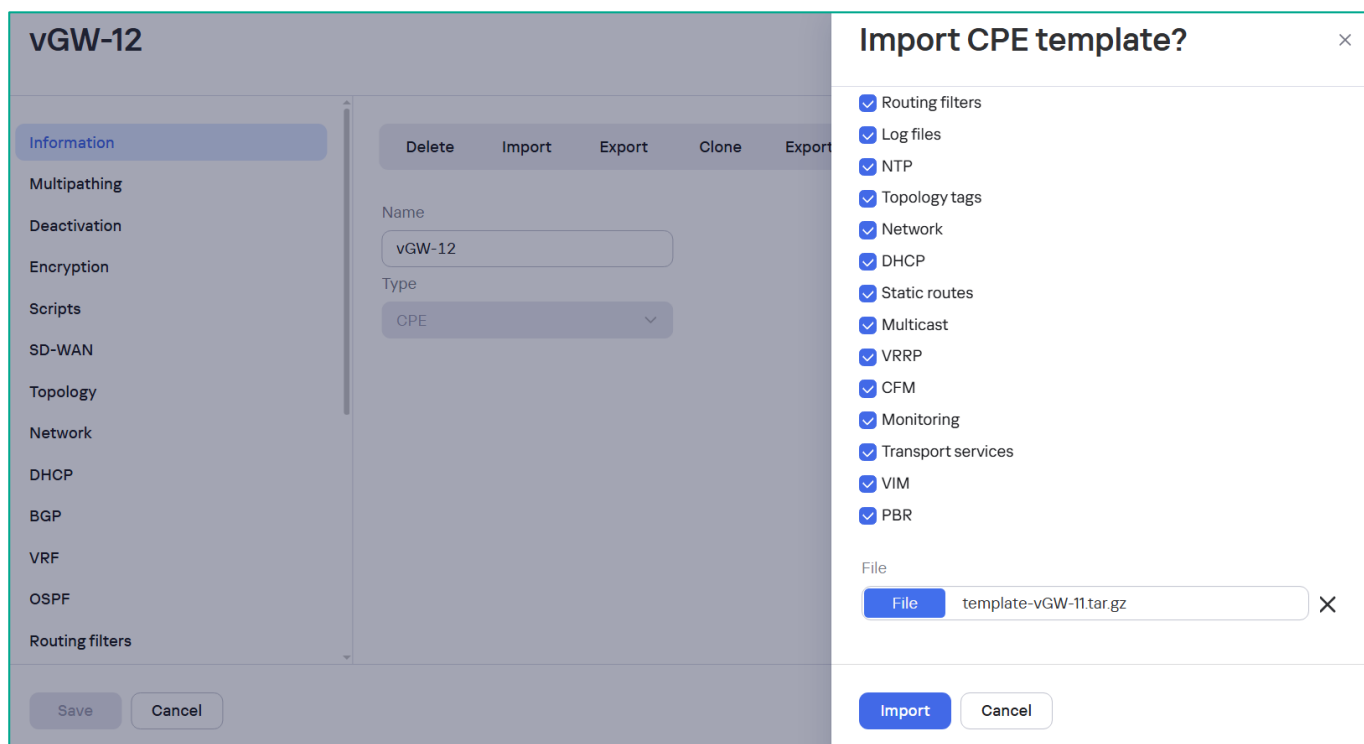 vGW-12
Information
Multipathing
Deactivation
Encryption
Scripts
SD-WAN
Topology
Network
DHCP
BGP
VRF
OSPF
Routing filters
Delete Import Export Clone Export
Name
vGW-12
Type
CPE
Save Cancel
Import CPE template?
Routing filters
Log files
NTP
Topology tags
Network
DHCP
Static routes
Multicast
VRRP
CFM
Monitoring
Transport services
VIM
PBR
File
File template-vGW-11.tar.gz
Import Cancel